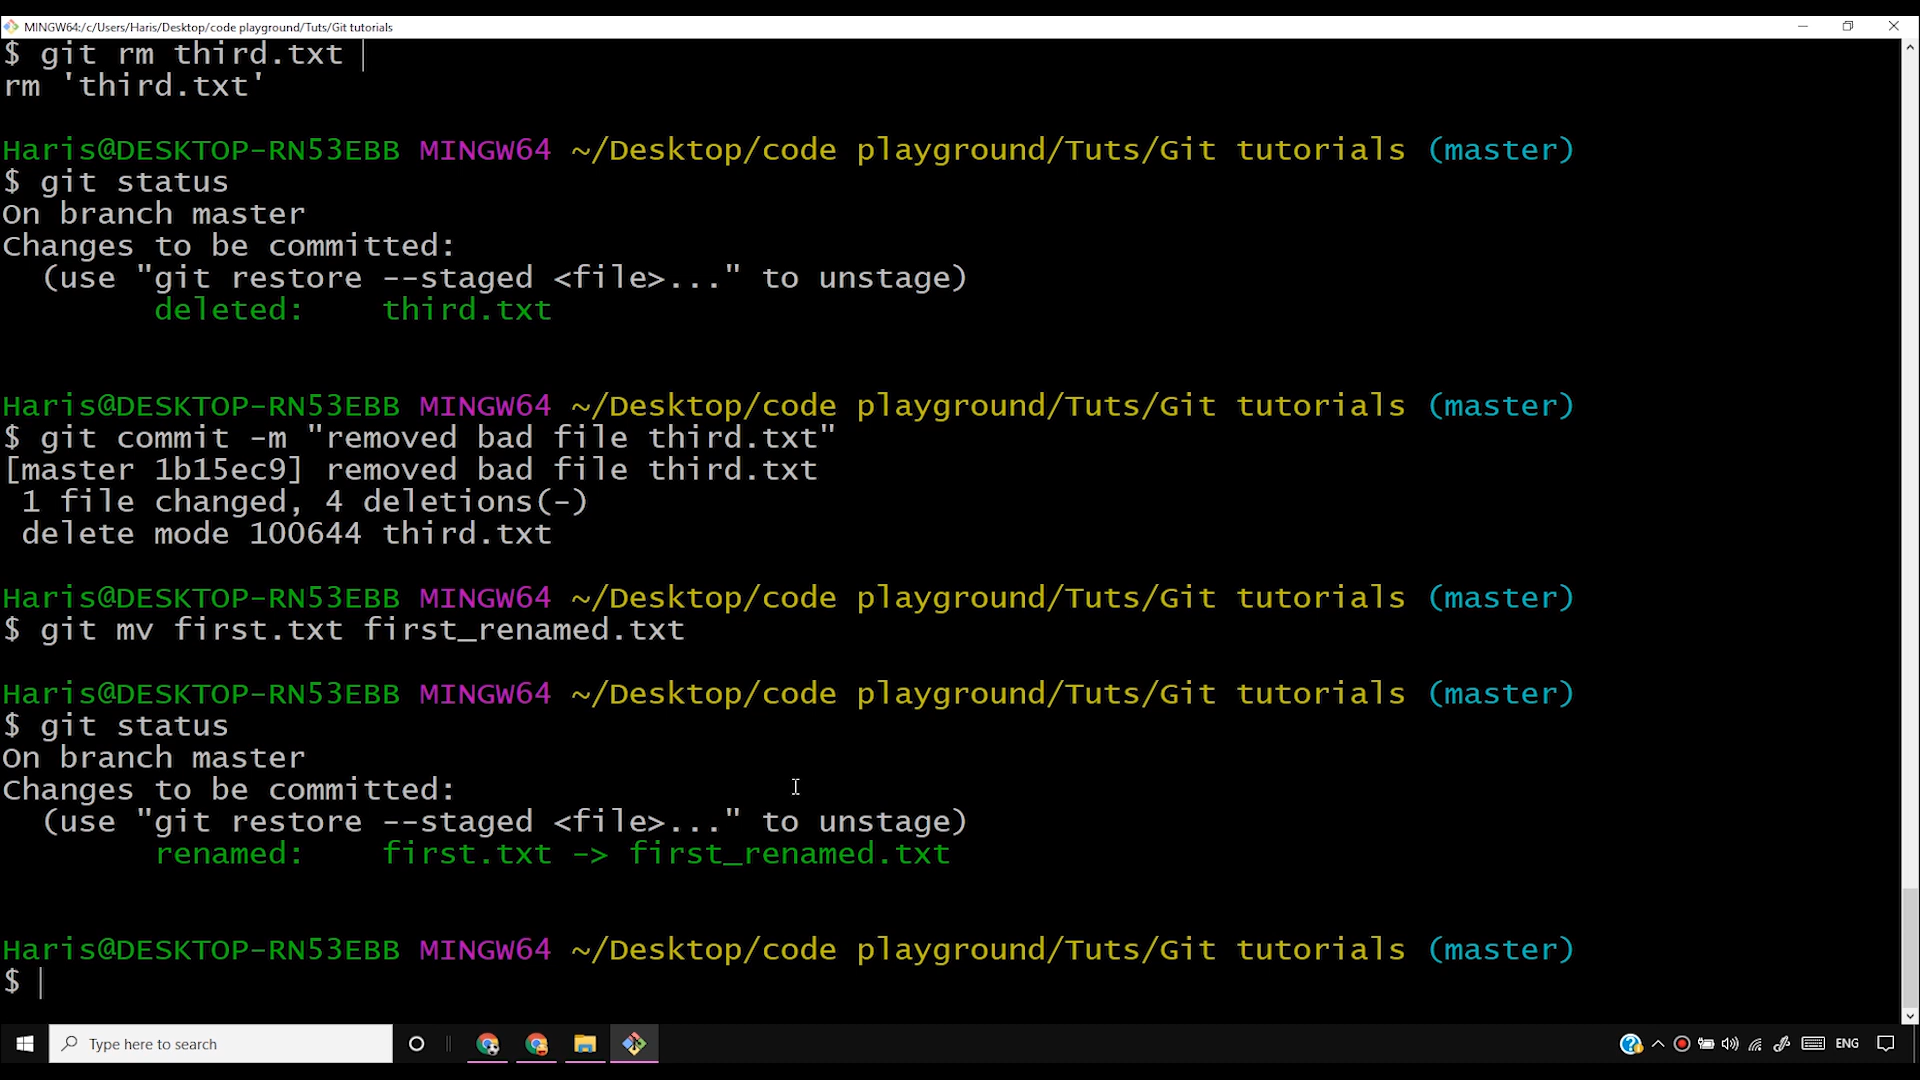 MINGW64:/c/Users/Haris/Desktop/code playground/Tuts/Git tutorials
$ git rm third.txt
rm 'third.txt'
Haris@DESKTOP-RN53EBB MINGW64 ~/Desktop/code playground/Tuts/Git tutorials (master)
$ git status
On branch master
Changes to be committed:
  (use "git restore --staged <file>..." to unstage)
        deleted:    third.txt
Haris@DESKTOP-RN53EBB MINGW64 ~/Desktop/code playground/Tuts/Git tutorials (master)
$ git commit -m "removed bad file third.txt"
[master 1b15ec9] removed bad file third.txt
 1 file changed, 4 deletions(-)
 delete mode 100644 third.txt
Haris@DESKTOP-RN53EBB MINGW64 ~/Desktop/code playground/Tuts/Git tutorials (master)
$ git mv first.txt first_renamed.txt
Haris@DESKTOP-RN53EBB MINGW64 ~/Desktop/code playground/Tuts/Git tutorials (master)
$ git status
On branch master
Changes to be committed:
  (use "git restore --staged <file>..." to unstage)
        renamed:    first.txt -> first_renamed.txt
Haris@DESKTOP-RN53EBB MINGW64 ~/Desktop/code playground/Tuts/Git tutorials (master)
$
Type here to search
ENG